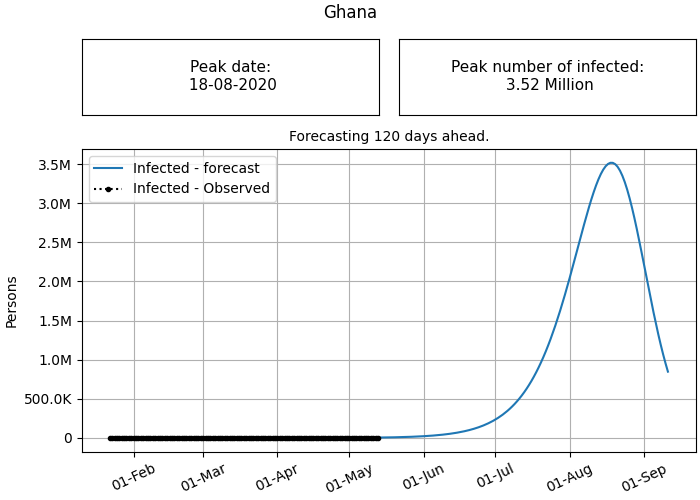 Ghana
Peak date:
18-08-2020
Peak number of infected:
3.52 Million
Forecasting 120 days ahead.
Infected - forecast
Infected - Observed
3.5M
3.0M
2.5M
2.0M
1.5M
1.0M
500.0K
0
Persons
01-Feb
01-Mar
01-Apr
01-May
01-Jun
01-Jul
01-Aug
01-Sep